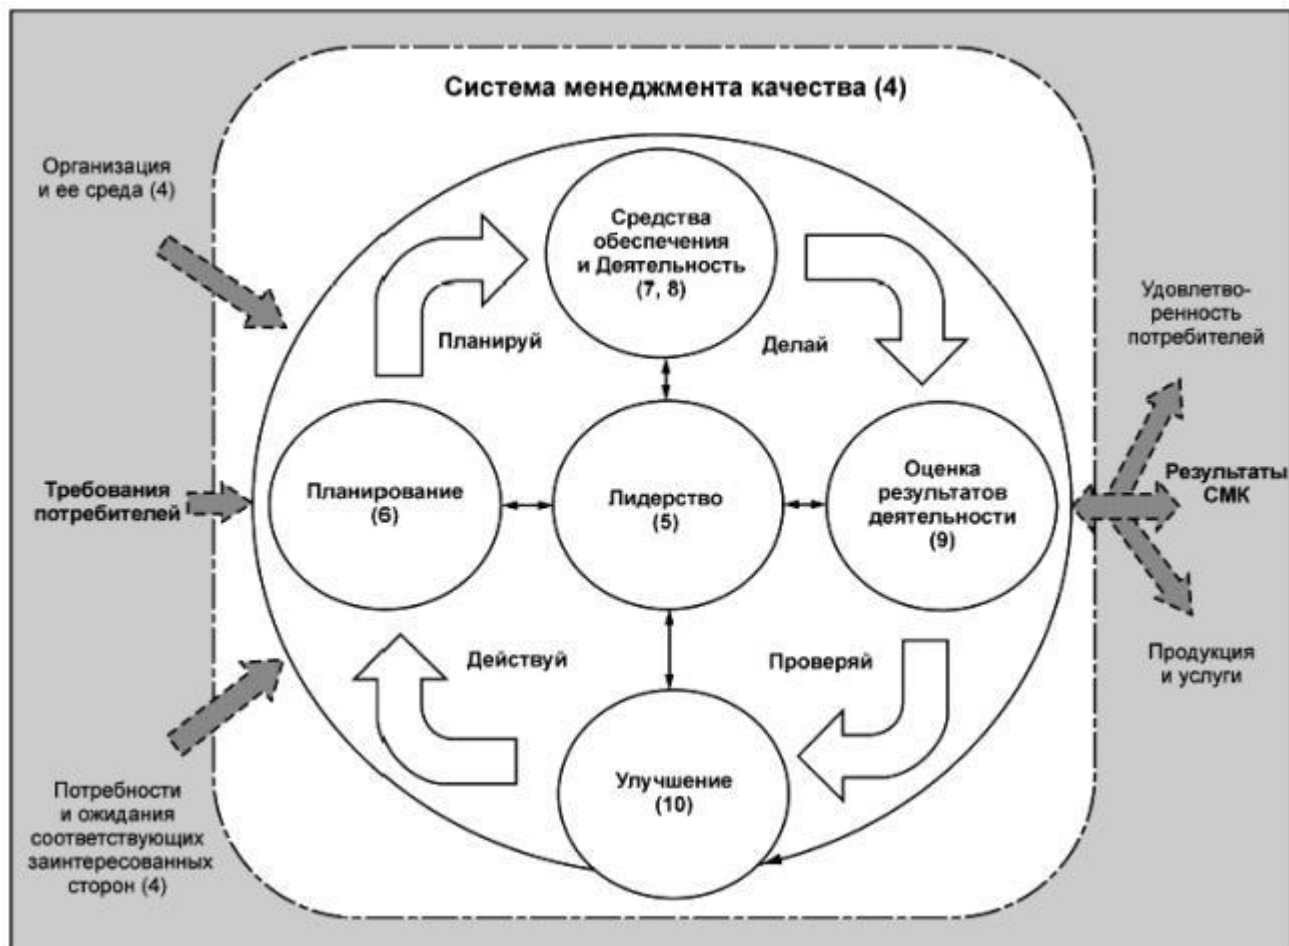 Система менеджмента качества (4)
Организация
и ее среда (4)
Средства
обеспечения
и Деятельность
(7, 8)
Планируй
Делай
Удовлетво-
ренность
потребителей
Требования
потребителей
Планирование
(6)
Лидерство
(5)
Оценка
результатов
деятельности
(9)
Результаты
СМК
Действуй
Проверяй
Продукция
и услуги
Улучшение
(10)
Потребности
и ожидания
соответствующих
заинтересованных
сторон (4)